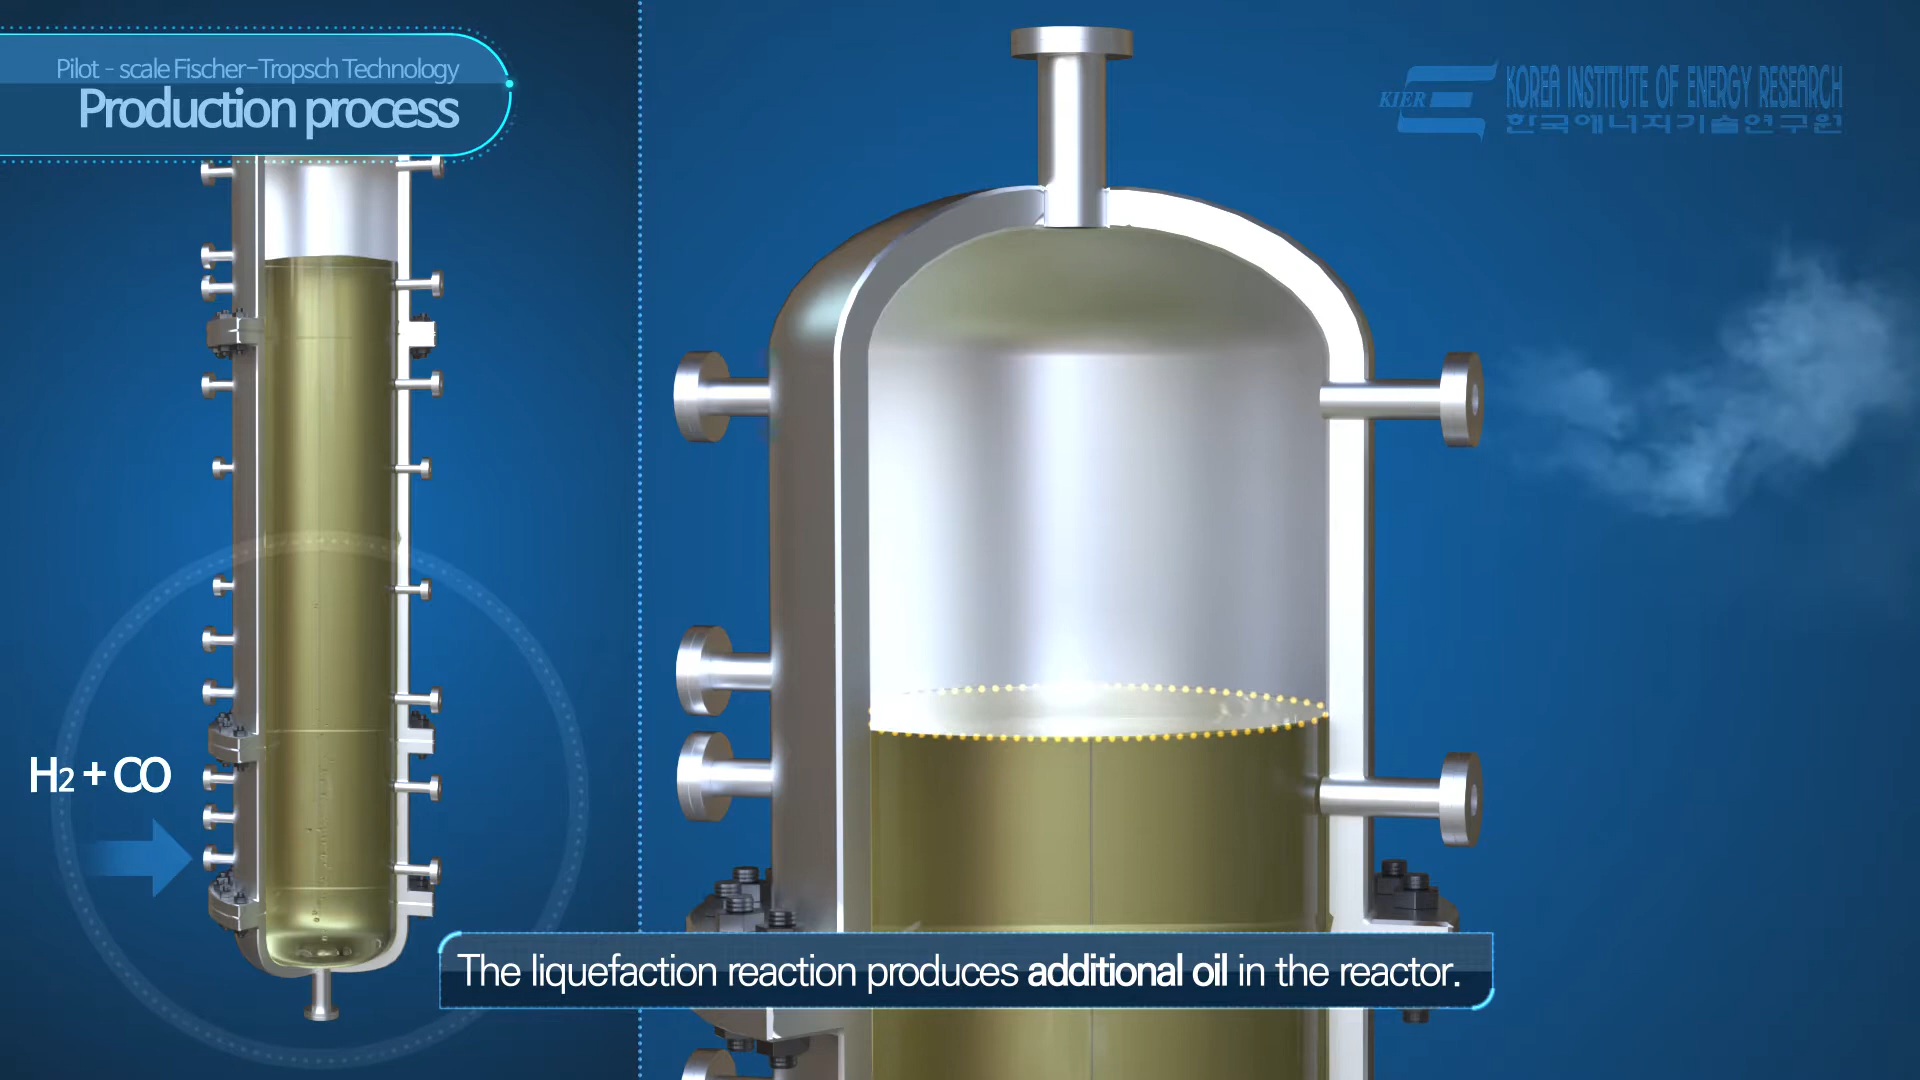 Pilot - scale Fischer-Tropsch Technology
Production process
KIER
KOREA INSTITUTE OF ENERGY RESEARCH
한국에너지기술연구원
H2 + CO
The liquefaction reaction produces additional oil in the reactor.